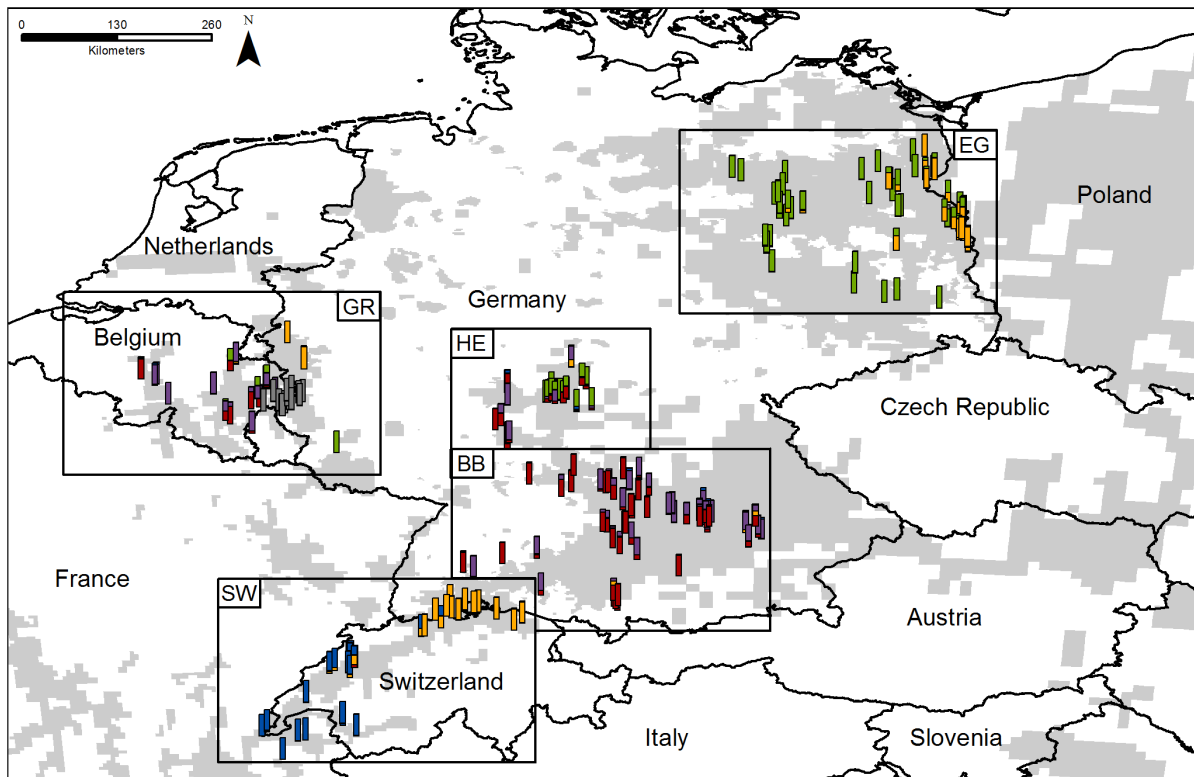 0 130 260
Kilometers
N
EG
Poland
Netherlands
Germany
GR
Belgium
HE
Czech Republic
BB
France
SW
Austria
Switzerland
Italy
Slovenia